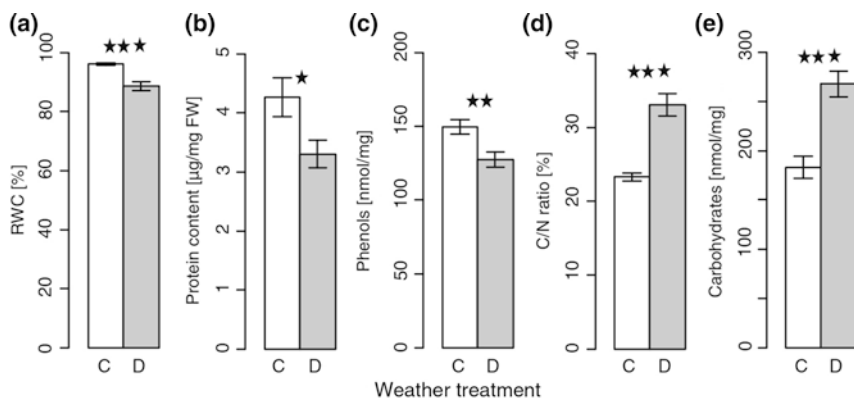 (a)
★★★
RWC [%]
0 20 40 60 80 100
C D
(b)
★
Protein content [µg/mg FW]
0 1 2 3 4 5
C D
(c)
★★
Phenols [nmol/mg]
0 50 100 150 200
C D
(d)
★★★
C/N ratio [%]
0 10 20 30 40
C D
(e)
★★★
Carbohydrates [nmol/mg]
0 100 200 300
C D
Weather treatment